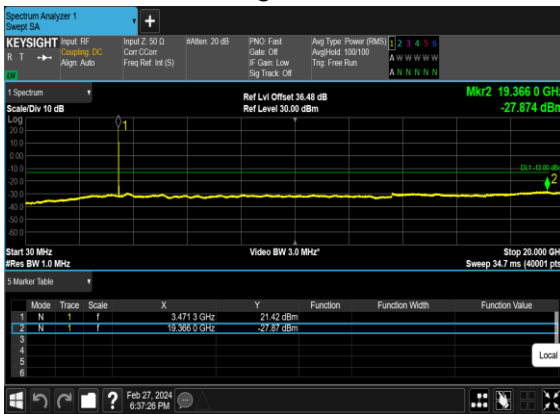 Spectrum Analyzer 1
Swept SA
+
KEYSIGHT Input: RF Input Z: 50 Ω #Atten: 20 dB PNO: Fast Avg Type: Power (RMS) 1 2 3 4 5 6
R T Coupling: DC Corr CCorr Gate: Off Avg|Hold: 100/100 A W W W W W
Align: Auto Freq Ref: Int (S) IF Gain: Low Trig: Free Run
LV Sig Track: Off A N N N N N
1 Spectrum Ref Lvl Offset 36.48 dB Mkr2 19.366 0 GHz
Scale/Div 10 dB Ref Level 30.00 dBm -27.874 dBm
Log
20.0
10.0
0.00
-10.0
DL1 -13.00 dBm
-20.0
-30.0
-40.0
-50.0
-60.0
1
2
Start 30 MHz Video BW 3.0 MHz* Stop 20.000 GH
#Res BW 1.0 MHz Sweep 34.7 ms (40001 pts
5 Marker Table
Mode Trace Scale X Y Function Function Width Function Value
1 N 1 f 3.471 3 GHz 21.42 dBm
2 N 1 f 19.366 0 GHz -27.87 dBm
3
4
5
6
Local
? Feb 27, 2024
6:37:26 PM